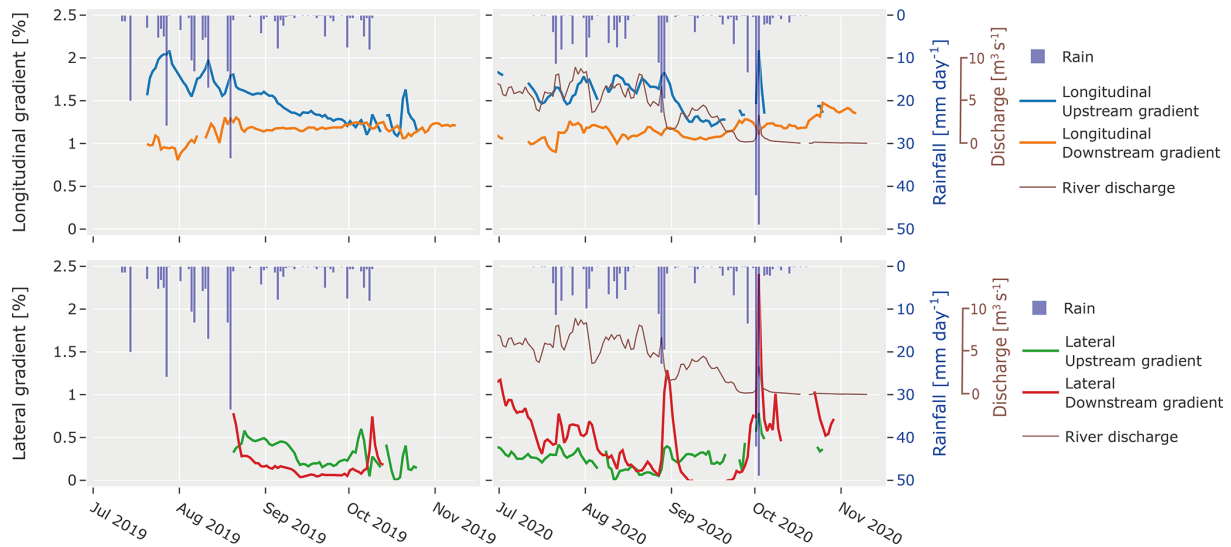 Longitudinal gradient [%]
2.5
2
1.5
1
0.5
0
0
10
20
30
40
50
Rainfall [mm day⁻¹]
10
5
0
Discharge [m³ s⁻¹]
Rain
Longitudinal
Upstream gradient
Longitudinal
Downstream gradient
River discharge
Lateral gradient [%]
2.5
2
1.5
1
0.5
0
0
10
20
30
40
50
Rainfall [mm day⁻¹]
10
5
0
Discharge [m³ s⁻¹]
Rain
Lateral
Upstream gradient
Lateral
Downstream gradient
River discharge
Jul 2019
Aug 2019
Sep 2019
Oct 2019
Nov 2019
Jul 2020
Aug 2020
Sep 2020
Oct 2020
Nov 2020